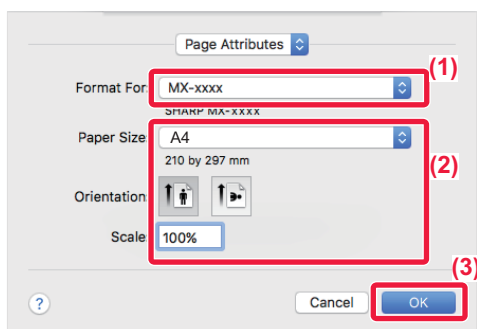 Page Attributes
(1)
Format For: MX-xxxx
SHARP MX-xxxx
Paper Size: A4
210 by 297 mm
(2)
Orientation:
Scale: 100%
(3)
? Cancel OK